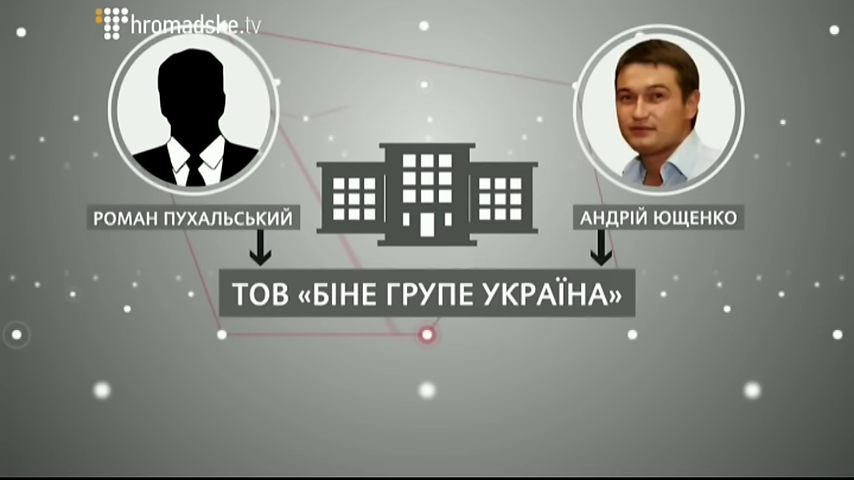 hromadske.tv
РОМАН ПУХАЛЬСЬКИЙ
АНДРІЙ ЮЩЕНКО
ТОВ «БІНЕ ГРУПЕ УКРАЇНА»